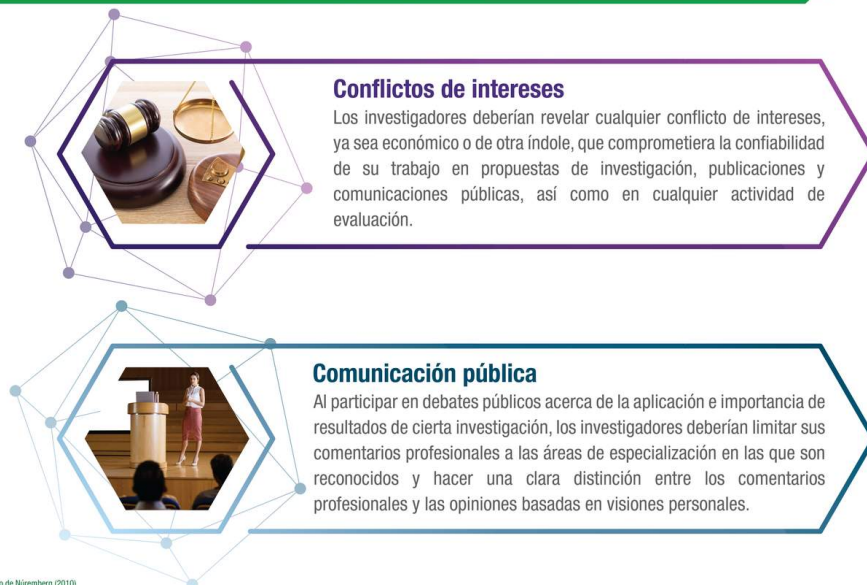 Conflictos de intereses
Los investigadores deberían revelar cualquier conflicto de intereses,
ya sea económico o de otra índole, que comprometiera la confiabilidad
de su trabajo en propuestas de investigación, publicaciones y
comunicaciones públicas, así como en cualquier actividad de
evaluación.
Comunicación pública
Al participar en debates públicos acerca de la aplicación e importancia de
resultados de cierta investigación, los investigadores deberían limitar sus
comentarios profesionales a las áreas de especialización en las que son
reconocidos y hacer una clara distinción entre los comentarios
profesionales y las opiniones basadas en visiones personales.
de Núremberg (2010)